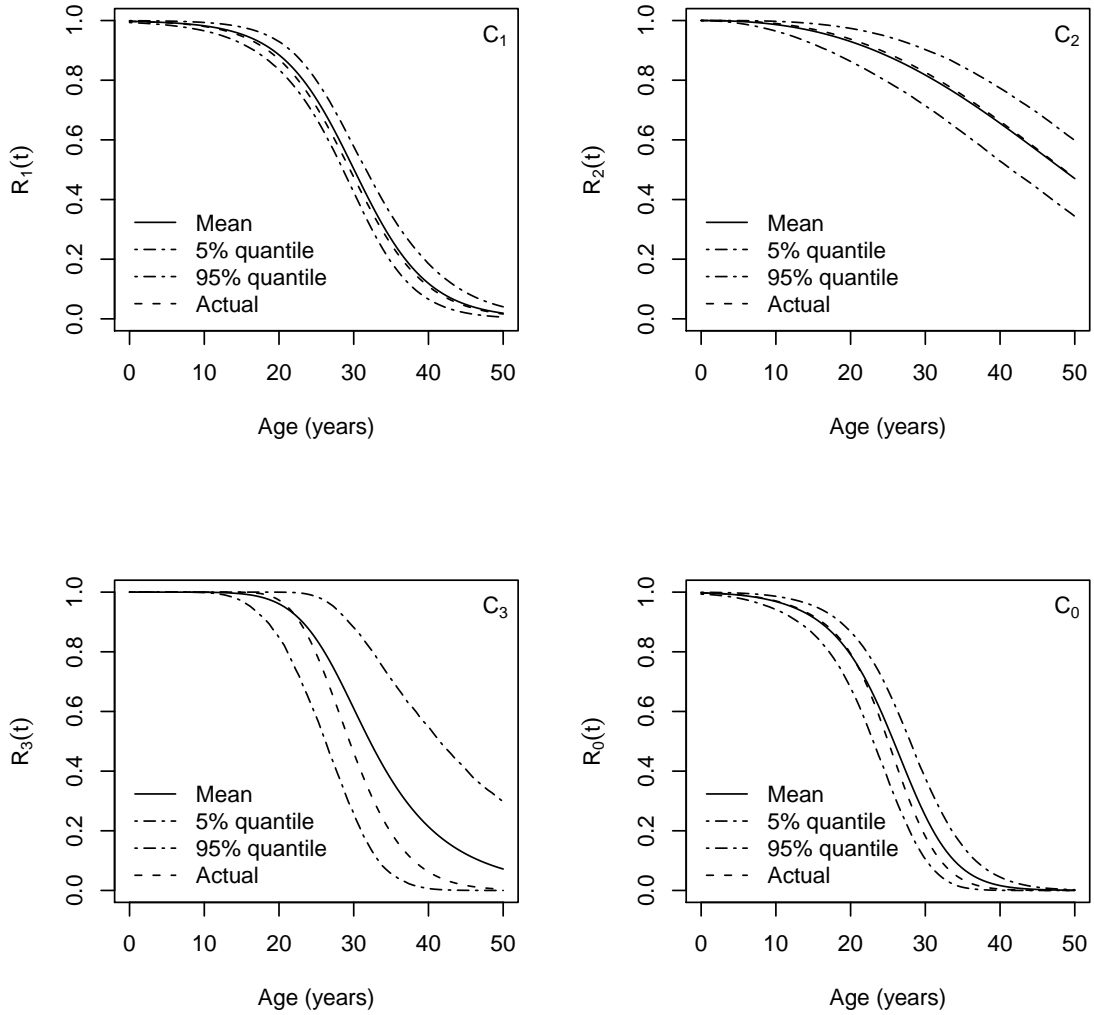 C1
R1(t)
0.0 0.2 0.4 0.6 0.8 1.0
Mean
5% quantile
95% quantile
Actual
0 10 20 30 40 50
Age (years)
C2
R2(t)
0.0 0.2 0.4 0.6 0.8 1.0
Mean
5% quantile
95% quantile
Actual
0 10 20 30 40 50
Age (years)
C3
R3(t)
0.0 0.2 0.4 0.6 0.8 1.0
Mean
5% quantile
95% quantile
Actual
0 10 20 30 40 50
Age (years)
C0
R0(t)
0.0 0.2 0.4 0.6 0.8 1.0
Mean
5% quantile
95% quantile
Actual
0 10 20 30 40 50
Age (years)